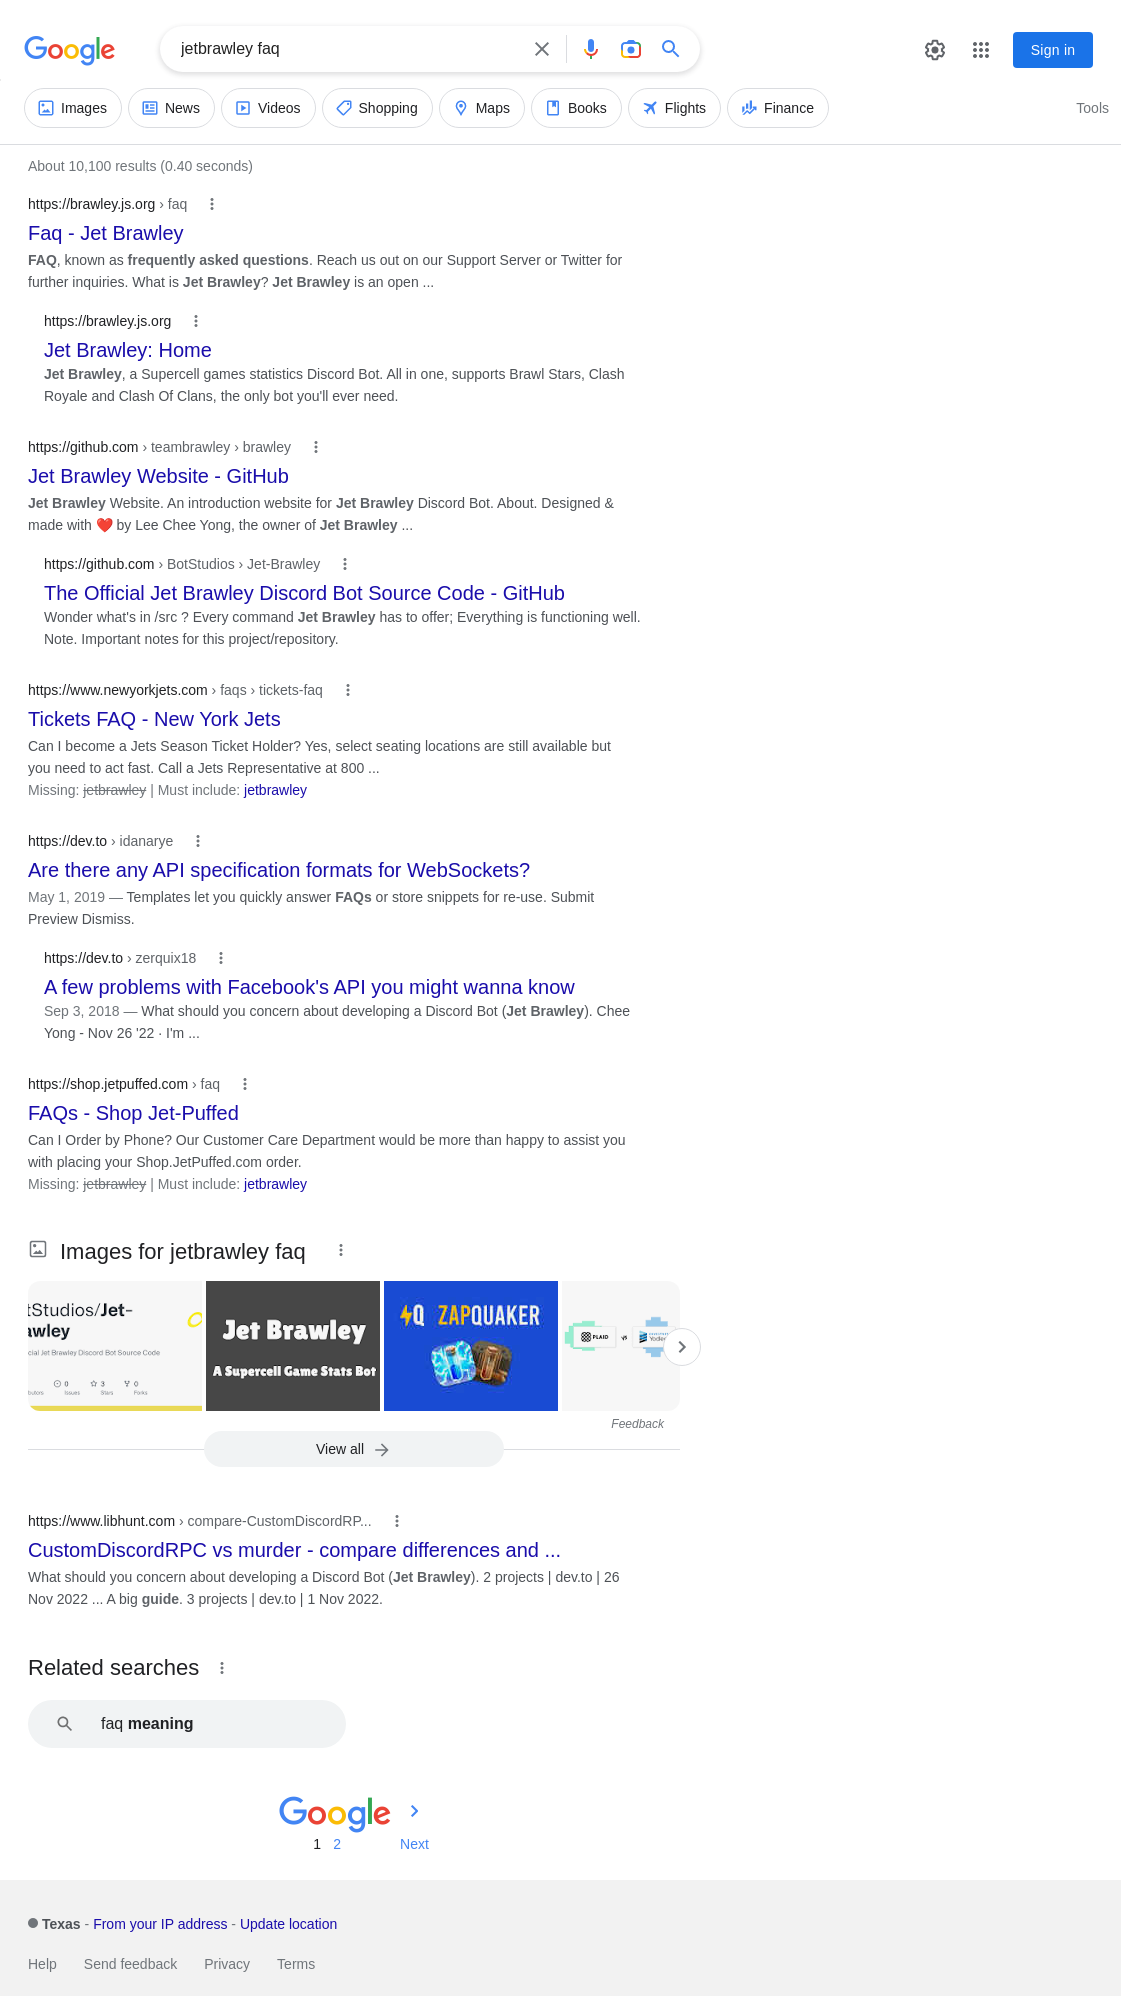 Google
jetbrawley faq
Sign in
Images
News
Videos
Shopping
Maps
Books
Flights
Finance
Tools
About 10,100 results (0.40 seconds)
https://brawley.js.org › faq
Faq - Jet Brawley
FAQ, known as frequently asked questions. Reach us out on our Support Server or Twitter for
further inquiries. What is Jet Brawley? Jet Brawley is an open ...
https://brawley.js.org
Jet Brawley: Home
Jet Brawley, a Supercell games statistics Discord Bot. All in one, supports Brawl Stars, Clash
Royale and Clash Of Clans, the only bot you'll ever need.
https://github.com › teambrawley › brawley
Jet Brawley Website - GitHub
Jet Brawley Website. An introduction website for Jet Brawley Discord Bot. About. Designed &
made with ❤️ by Lee Chee Yong, the owner of Jet Brawley ...
https://github.com › BotStudios › Jet-Brawley
The Official Jet Brawley Discord Bot Source Code - GitHub
Wonder what's in /src ? Every command Jet Brawley has to offer; Everything is functioning well.
Note. Important notes for this project/repository.
https://www.newyorkjets.com › faqs › tickets-faq
Tickets FAQ - New York Jets
Can I become a Jets Season Ticket Holder? Yes, select seating locations are still available but
you need to act fast. Call a Jets Representative at 800 ...
Missing: jetbrawley | Must include: jetbrawley
https://dev.to › idanarye
Are there any API specification formats for WebSockets?
May 1, 2019 — Templates let you quickly answer FAQs or store snippets for re-use. Submit
Preview Dismiss.
https://dev.to › zerquix18
A few problems with Facebook's API you might wanna know
Sep 3, 2018 — What should you concern about developing a Discord Bot (Jet Brawley). Chee
Yong - Nov 26 '22 · I'm ...
https://shop.jetpuffed.com › faq
FAQs - Shop Jet-Puffed
Can I Order by Phone? Our Customer Care Department would be more than happy to assist you
with placing your Shop.JetPuffed.com order.
Missing: jetbrawley | Must include: jetbrawley
Images for jetbrawley faq
tStudios/Jet-
awley
cial Jet Brawley Discord Bot Source Code
0 3 0
Issues Stars Forks
Jet Brawley
A Supercell Game Stats Bot
Q ZAPQUAKER
PLAID VS Yodlee
Feedback
View all
https://www.libhunt.com › compare-CustomDiscordRP...
CustomDiscordRPC vs murder - compare differences and ...
What should you concern about developing a Discord Bot (Jet Brawley). 2 projects | dev.to | 26
Nov 2022 ... A big guide. 3 projects | dev.to | 1 Nov 2022.
Related searches
faq meaning
Google
1 2 Next
Texas - From your IP address - Update location
Help Send feedback Privacy Terms